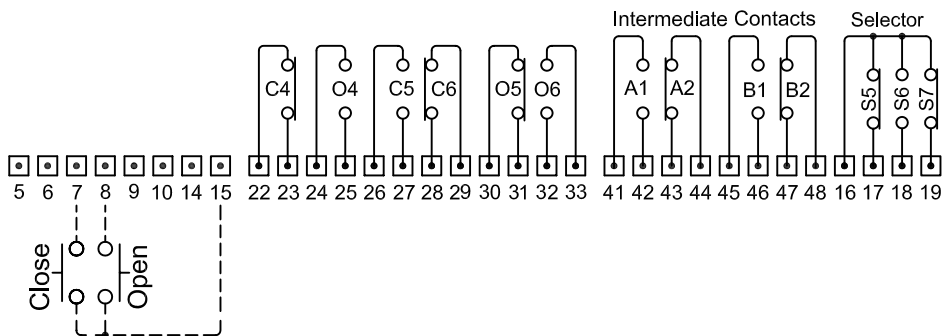 Intermediate Contacts Selector
C4 O4 C5 C6 O5 O6 A1 A2 B1 B2 S5 S6 S7
5 6 7 8 9 10 14 15 22 23 24 25 26 27 28 29 30 31 32 33 41 42 43 44 45 46 47 48 16 17 18 19
Close Open